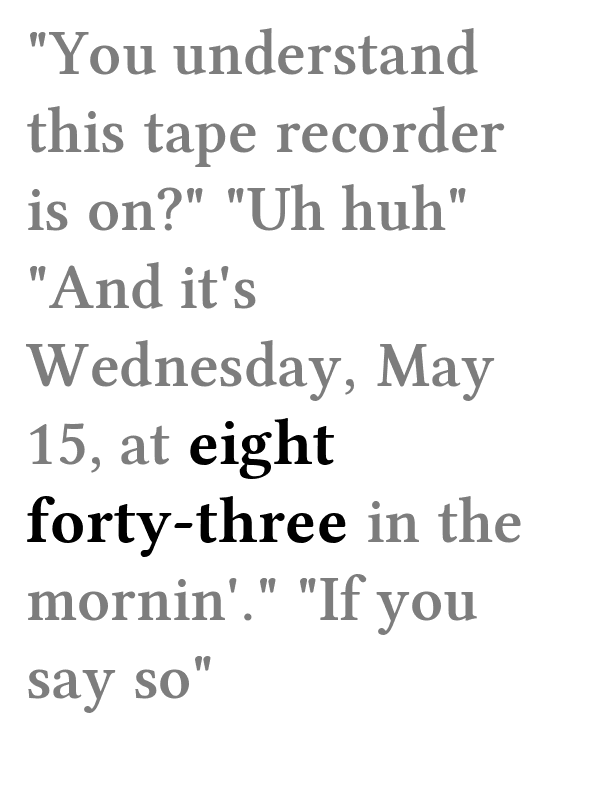 "You understand
this tape recorder
is on?" "Uh huh"
"And it's
Wednesday, May
15, at eight
forty-three in the
mornin'." "If you
say so"